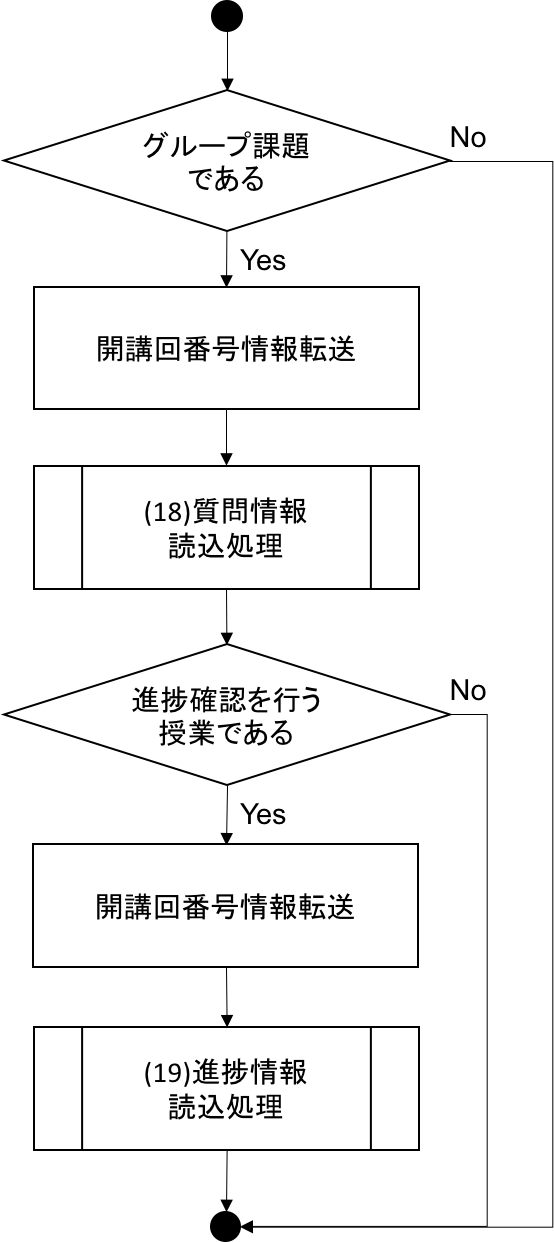 グループ課題
である
No
Yes
開講回番号情報転送
(18)質問情報
読込処理
進捗確認を行う
授業である
No
Yes
開講回番号情報転送
(19)進捗情報
読込処理